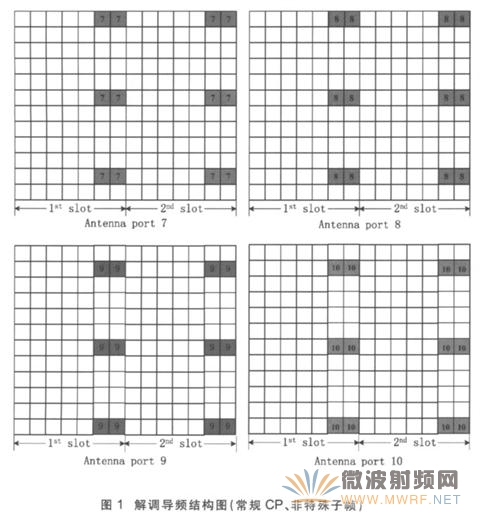 7 7 7 7 8 8 8 8
7 7 7 7 8 8 8 8
7 7 7 7 8 8 8 8
1st slot 2nd slot 1st slot 2nd slot
Antenna port 7 Antenna port 8
9 9 9 9 10 10 10 10
9 9 9 9 10 10 10 10
9 9 9 9 10 10 10 10
1st slot 2nd slot 1st slot 2nd slot
Antenna port 9 Antenna port 10
微波射频网
WWW.MWRF.NET
图 1 解调导频结构图(常规 CP、非特殊子帧)